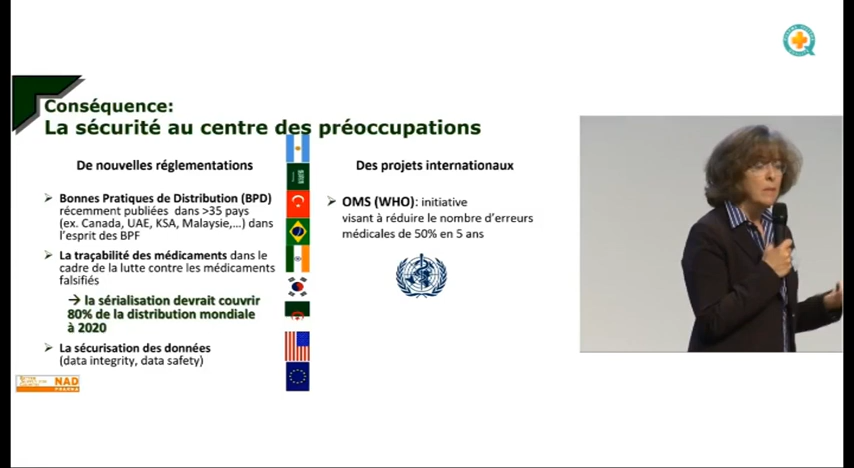 Conséquence:
La sécurité au centre des préoccupations
De nouvelles réglementations
➢ Bonnes Pratiques de Distribution (BPD)
récemment publiées dans >35 pays
(ex. Canada, UAE, KSA, Malaysie,...) dans
l'esprit des BPF
➢ La traçabilité des médicaments dans le
cadre de la lutte contre les médicaments
falsifiés
→ la sérialisation devrait couvrir
80% de la distribution mondiale
à 2020
➢ La sécurisation des données
(data integrity, data safety)
Des projets internationaux
➢ OMS (WHO): initiative
visant à réduire le nombre d'erreurs
médicales de 50% en 5 ans
NAD
PHARMA